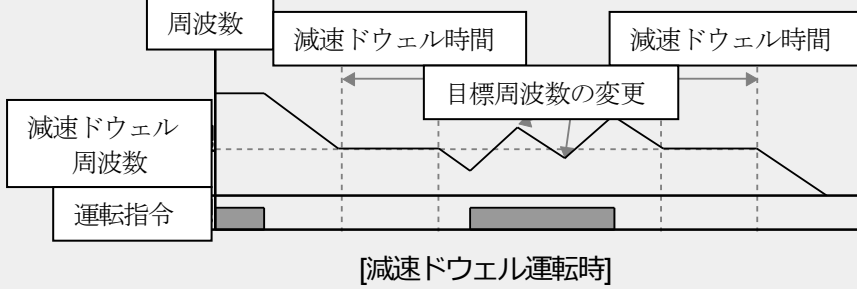 周波数
減速ドウェル時間
減速ドウェル時間
目標周波数の変更
減速ドウェル
周波数
運転指令
[減速ドウェル運転時]